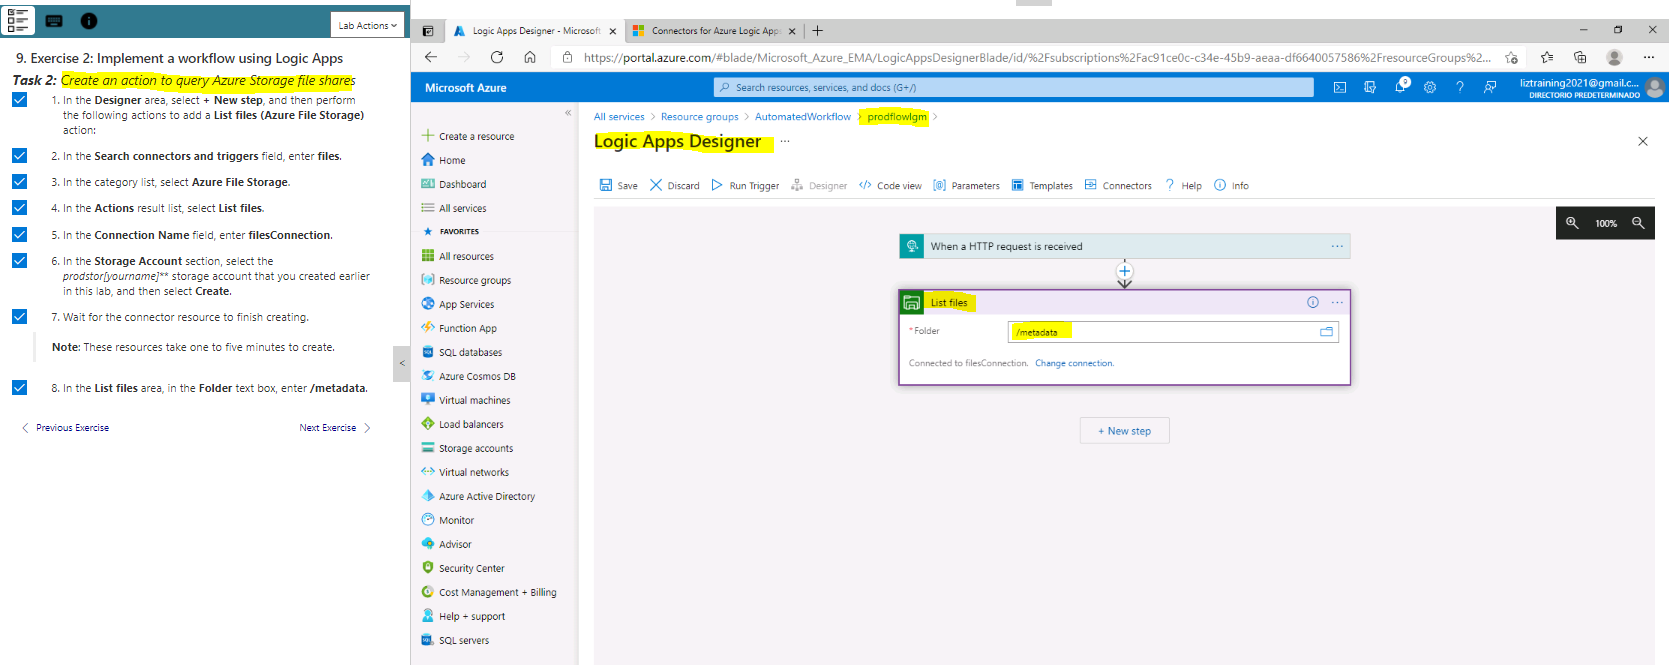 Lab Actions
9. Exercise 2: Implement a workflow using Logic Apps
Task 2: Create an action to query Azure Storage file shares
1. In the Designer area, select + New step, and then perform
the following actions to add a List files (Azure File Storage)
action:
2. In the Search connectors and triggers field, enter files.
3. In the category list, select Azure File Storage.
4. In the Actions result list, select List files.
5. In the Connection Name field, enter filesConnection.
6. In the Storage Account section, select the
prodstor[yourname]** storage account that you created earlier
in this lab, and then select Create.
7. Wait for the connector resource to finish creating.
Note: These resources take one to five minutes to create.
8. In the List files area, in the Folder text box, enter /metadata.
Previous Exercise
Next Exercise
<
Logic Apps Designer - Microsoft
Connectors for Azure Logic Apps
https://portal.azure.com/#blade/Microsoft_Azure_EMA/LogicAppsDesignerBlade/id/%2Fsubscriptions%2Fac91ce0c-c34e-45b9-aeaa-df6640057586%2FresourceGroups%2...
Microsoft Azure
Search resources, services, and docs (G+/)
9
liztraining2021@gmail.c...
DIRECTORIO PREDETERMINADO
«
Create a resource
Home
Dashboard
All services
FAVORITES
All resources
Resource groups
App Services
Function App
SQL databases
Azure Cosmos DB
Virtual machines
Load balancers
Storage accounts
Virtual networks
Azure Active Directory
Monitor
Advisor
Security Center
Cost Management + Billing
Help + support
SQL servers
All services > Resource groups > AutomatedWorkflow > prodflowlgm >
Logic Apps Designer ...
Save Discard Run Trigger Designer Code view Parameters Templates Connectors Help Info
100%
When a HTTP request is received
List files
*Folder
/metadata
Connected to filesConnection. Change connection.
+ New step